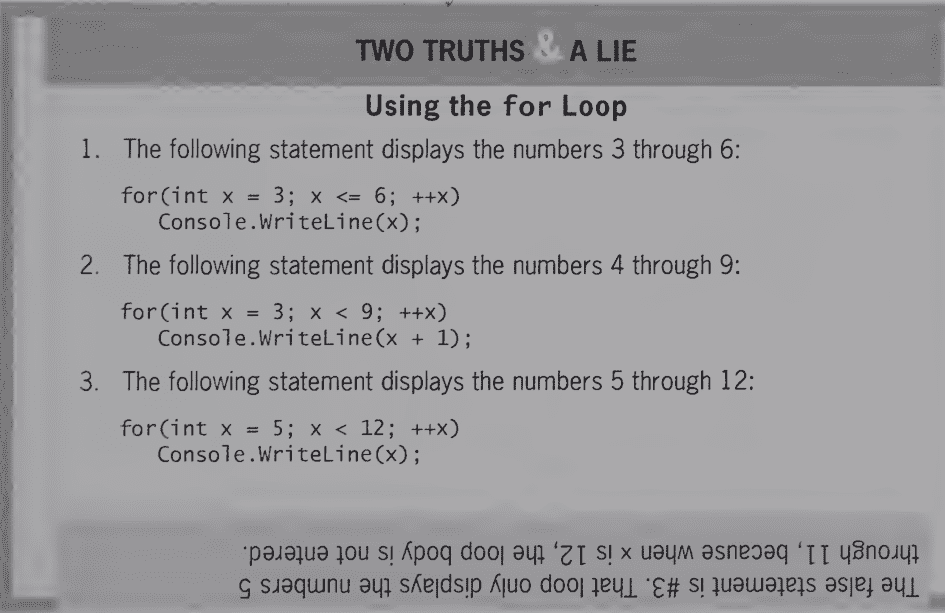 TWO TRUTHS & A LIE
Using the for Loop
1. The following statement displays the numbers 3 through 6:
for(int x = 3; x <= 6; ++x)
Console.WriteLine(x);
2. The following statement displays the numbers 4 through 9:
for(int x = 3; x < 9; ++x)
Console.WriteLine(x + 1);
3. The following statement displays the numbers 5 through 12:
for(int x = 5; x < 12; ++x)
Console.WriteLine(x);
The false statement is #3. That loop only displays the numbers 5
through 11, because when x is 12, the loop body is not entered.